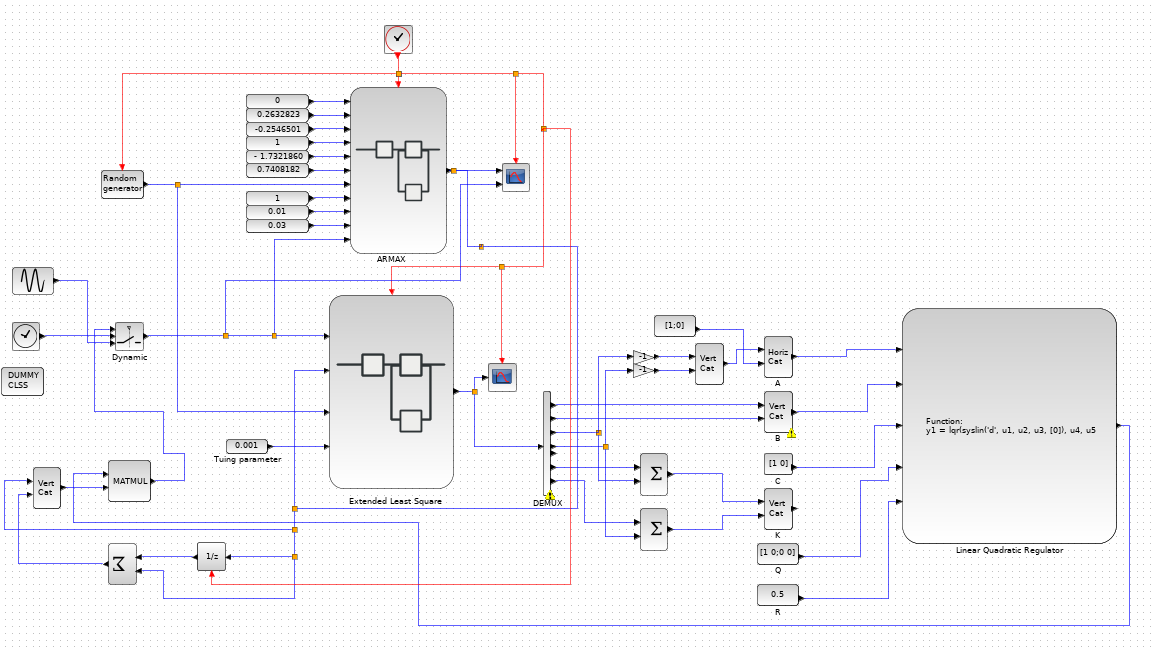 0
0.2632823
-0.2546501
1
- 1.7321860
0.7408182
Random
generator
1
0.01
0.03
ARMAX
Dynamic
DUMMY
CLSS
0.001
Tuing parameter
Extended Least Square
Vert
Cat
MATMUL
Σ
1/z
DEMUX
[1;0]
-1
-1
Vert
Cat
Horiz
Cat
A
Vert
Cat
B
[1 0]
C
Σ
Σ
Vert
Cat
K
[1 0;0 0]
Q
0.5
R
Function:
y1 = lqr(syslin('d', u1, u2, u3, [0]), u4, u5
Linear Quadratic Regulator